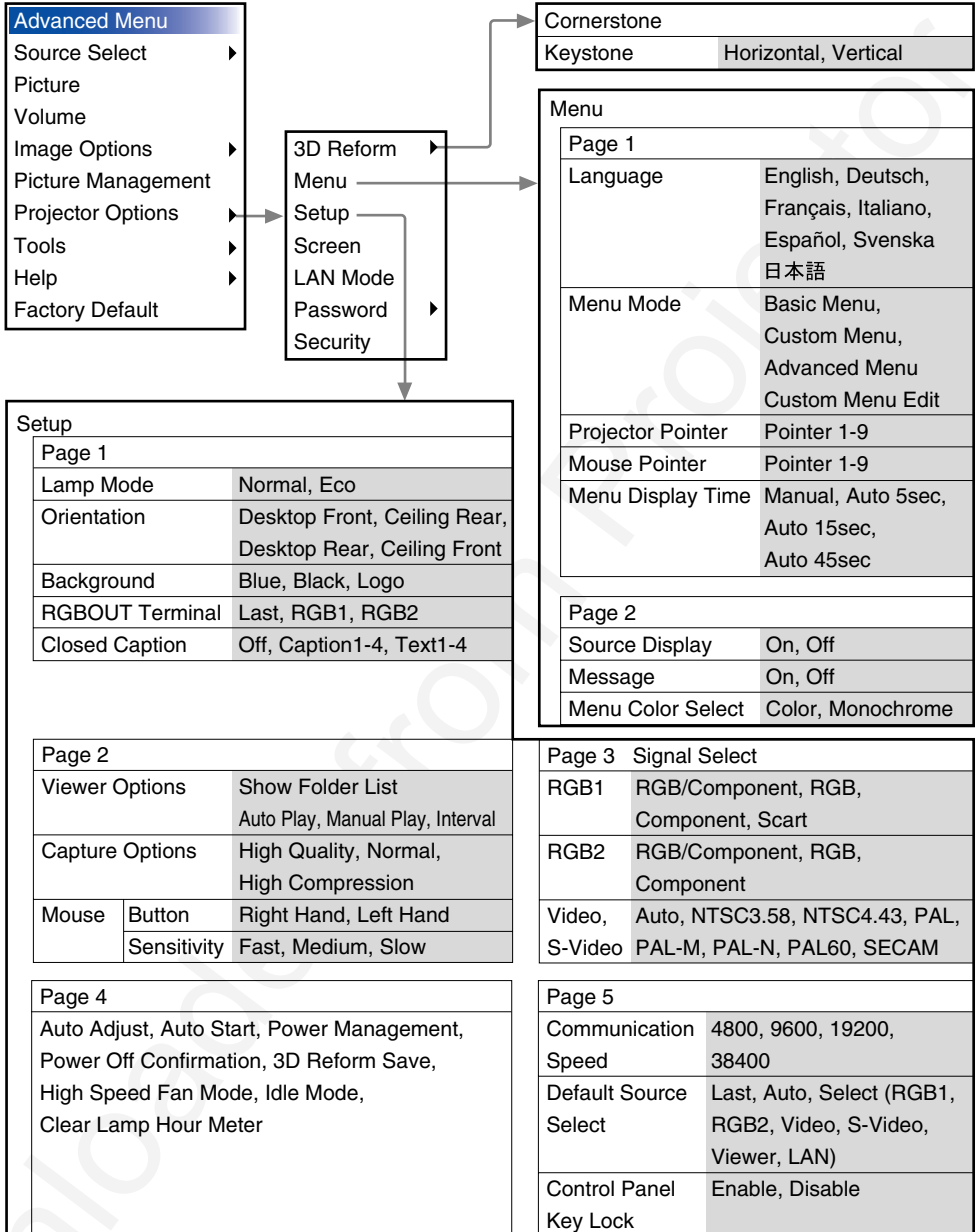 Advanced Menu
Source Select
Picture
Volume
Image Options
Picture Management
Projector Options
Tools
Help
Factory Default
3D Reform
Menu
Setup
Screen
LAN Mode
Password
Security
Cornerstone
Keystone Horizontal, Vertical
Menu
Page 1
Language English, Deutsch,
Français, Italiano,
Español, Svenska
日本語
Menu Mode Basic Menu,
Custom Menu,
Advanced Menu
Custom Menu Edit
Projector Pointer Pointer 1-9
Mouse Pointer Pointer 1-9
Menu Display Time Manual, Auto 5sec,
Auto 15sec,
Auto 45sec
Page 2
Source Display On, Off
Message On, Off
Menu Color Select Color, Monochrome
Setup
Page 1
Lamp Mode Normal, Eco
Orientation Desktop Front, Ceiling Rear,
Desktop Rear, Ceiling Front
Background Blue, Black, Logo
RGBOUT Terminal Last, RGB1, RGB2
Closed Caption Off, Caption1-4, Text1-4
Page 2
Viewer Options Show Folder List
Auto Play, Manual Play, Interval
Capture Options High Quality, Normal,
High Compression
Mouse Button Right Hand, Left Hand
Sensitivity Fast, Medium, Slow
Page 3 Signal Select
RGB1 RGB/Component, RGB,
Component, Scart
RGB2 RGB/Component, RGB,
Component
Video, Auto, NTSC3.58, NTSC4.43, PAL,
S-Video PAL-M, PAL-N, PAL60, SECAM
Page 4
Auto Adjust, Auto Start, Power Management,
Power Off Confirmation, 3D Reform Save,
High Speed Fan Mode, Idle Mode,
Clear Lamp Hour Meter
Page 5
Communication 4800, 9600, 19200,
Speed 38400
Default Source Last, Auto, Select (RGB1,
Select RGB2, Video, S-Video,
Viewer, LAN)
Control Panel Enable, Disable
Key Lock